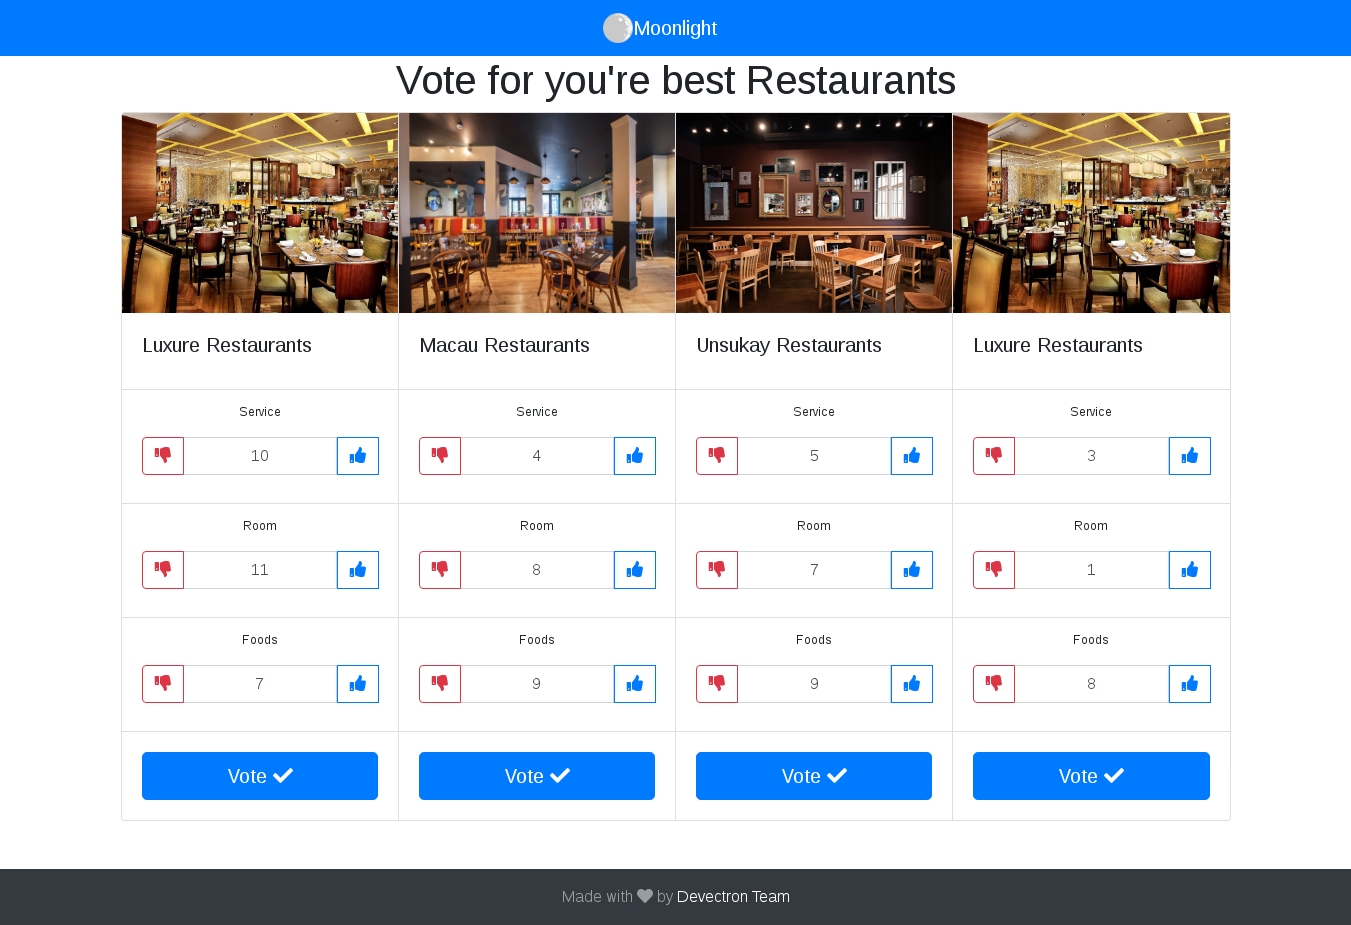 Moonlight
Vote for you're best Restaurants
Luxure Restaurants
Macau Restaurants
Unsukay Restaurants
Luxure Restaurants
Service
Service
Service
Service
10
4
5
3
Room
Room
Room
Room
11
8
7
1
Foods
Foods
Foods
Foods
7
9
9
8
Vote
Vote
Vote
Vote
Made with by Devectron Team